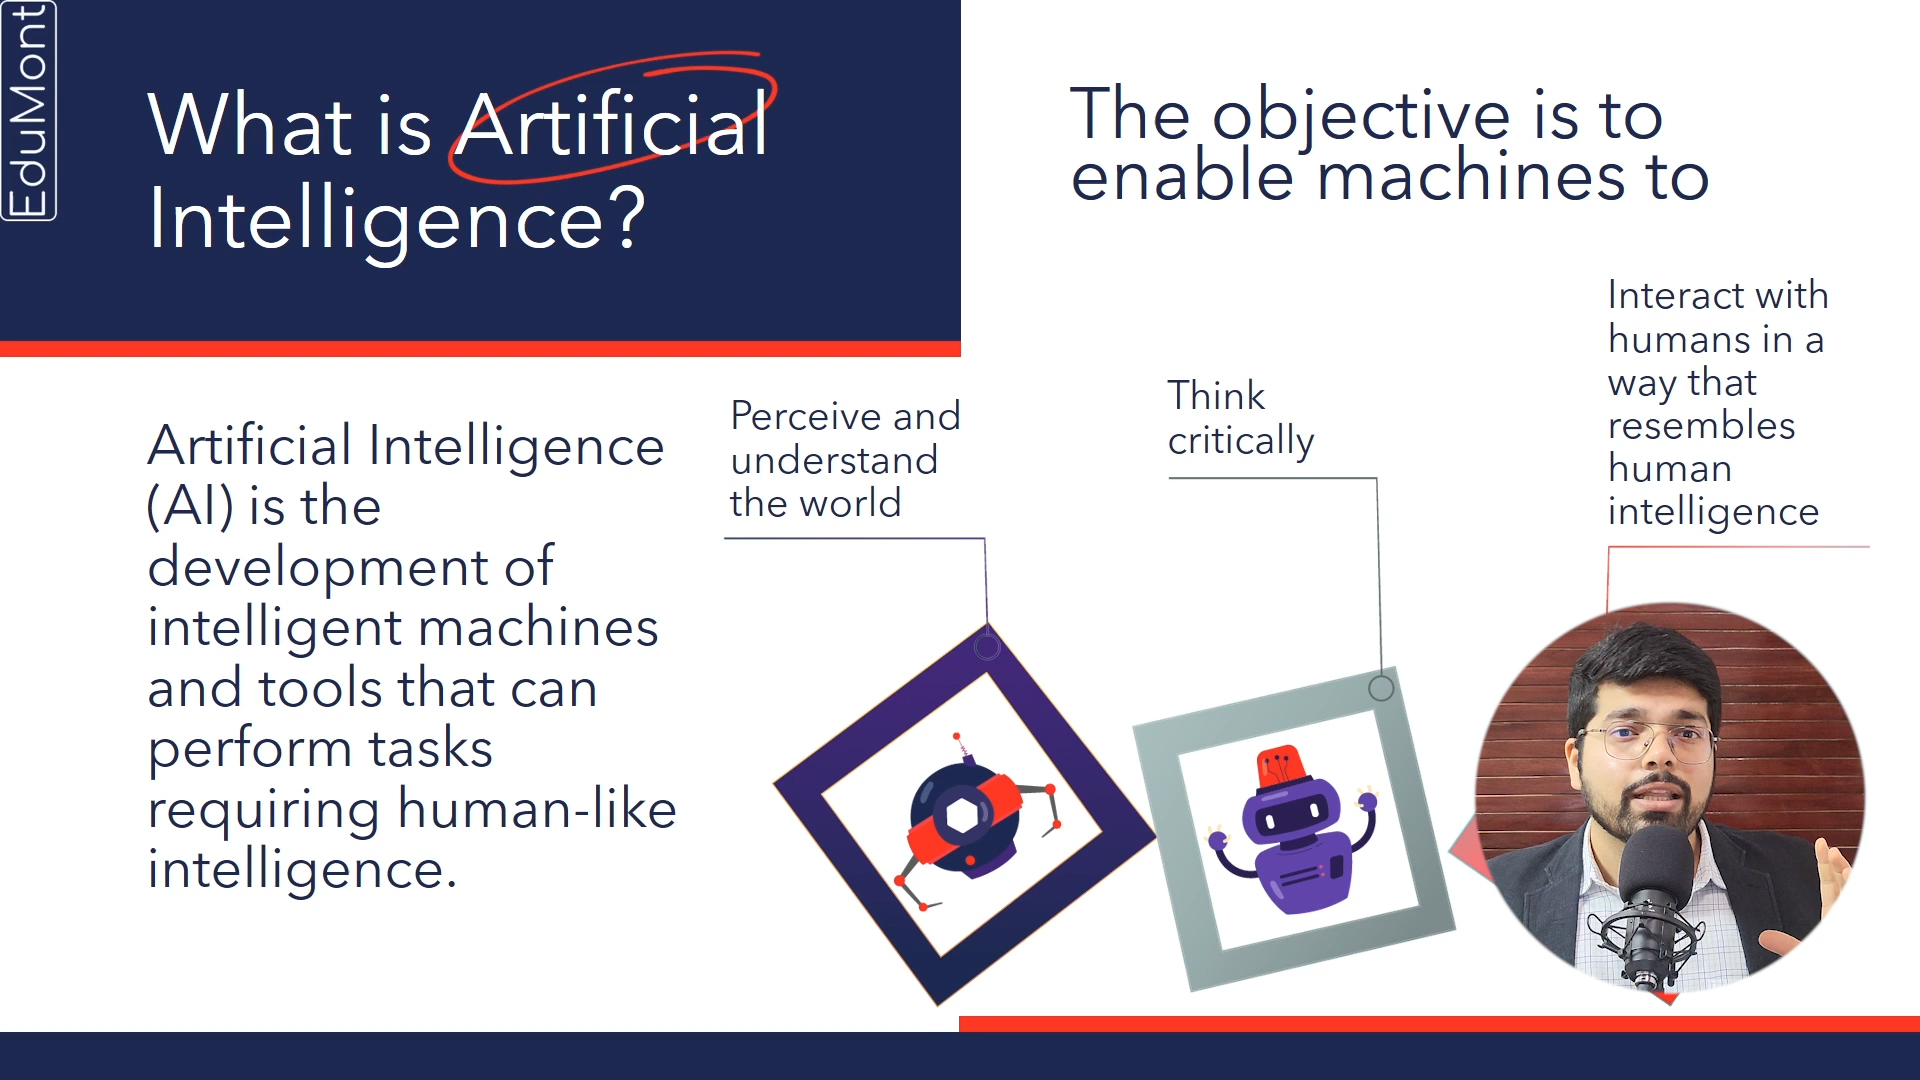 EduMont
What is Artificial
Intelligence?
Artificial Intelligence
(AI) is the
development of
intelligent machines
and tools that can
perform tasks
requiring human-like
intelligence.
The objective is to
enable machines to
Perceive and
understand
the world
Think
critically
Interact with
humans in a
way that
resembles
human
intelligence